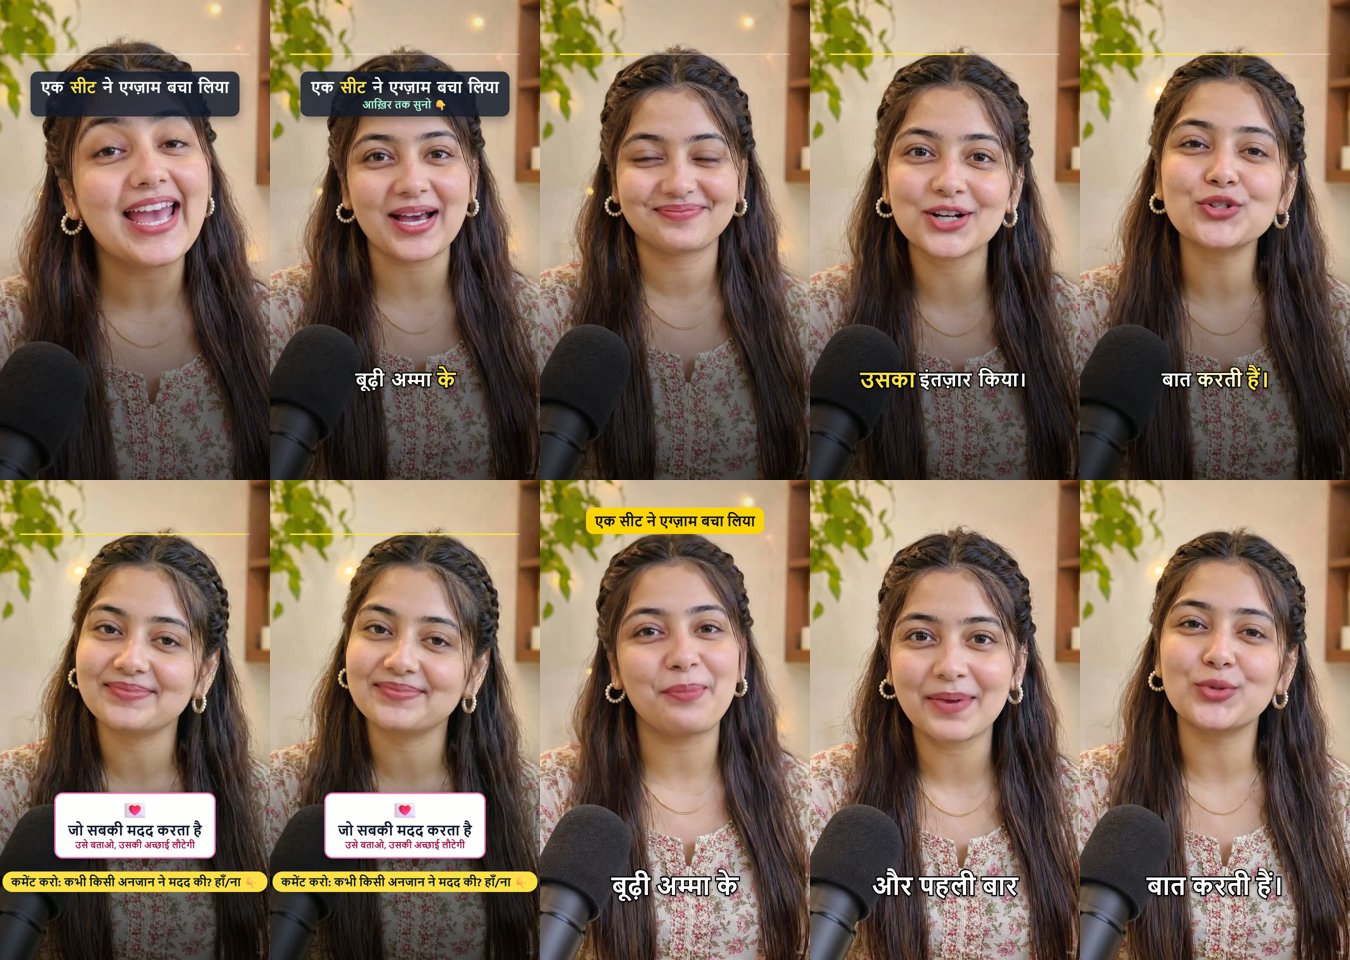 एक सीट ने एग्ज़ाम बचा लिया
एक सीट ने एग्ज़ाम बचा लिया
आख़िर तक सुनो 👇
बूढ़ी अम्मा के
उसका इंतज़ार किया।
बात करती हैं।
जो सबकी मदद करता है
उसे बताओ, उसकी अच्छाई लौटेगी
कमेंट करो: कभी किसी अनजान ने मदद की? हाँ/ना 👇
जो सबकी मदद करता है
उसे बताओ, उसकी अच्छाई लौटेगी
कमेंट करो: कभी किसी अनजान ने मदद की? हाँ/ना 👇
एक सीट ने एग्ज़ाम बचा लिया
बूढ़ी अम्मा के
और पहली बार
बात करती हैं।